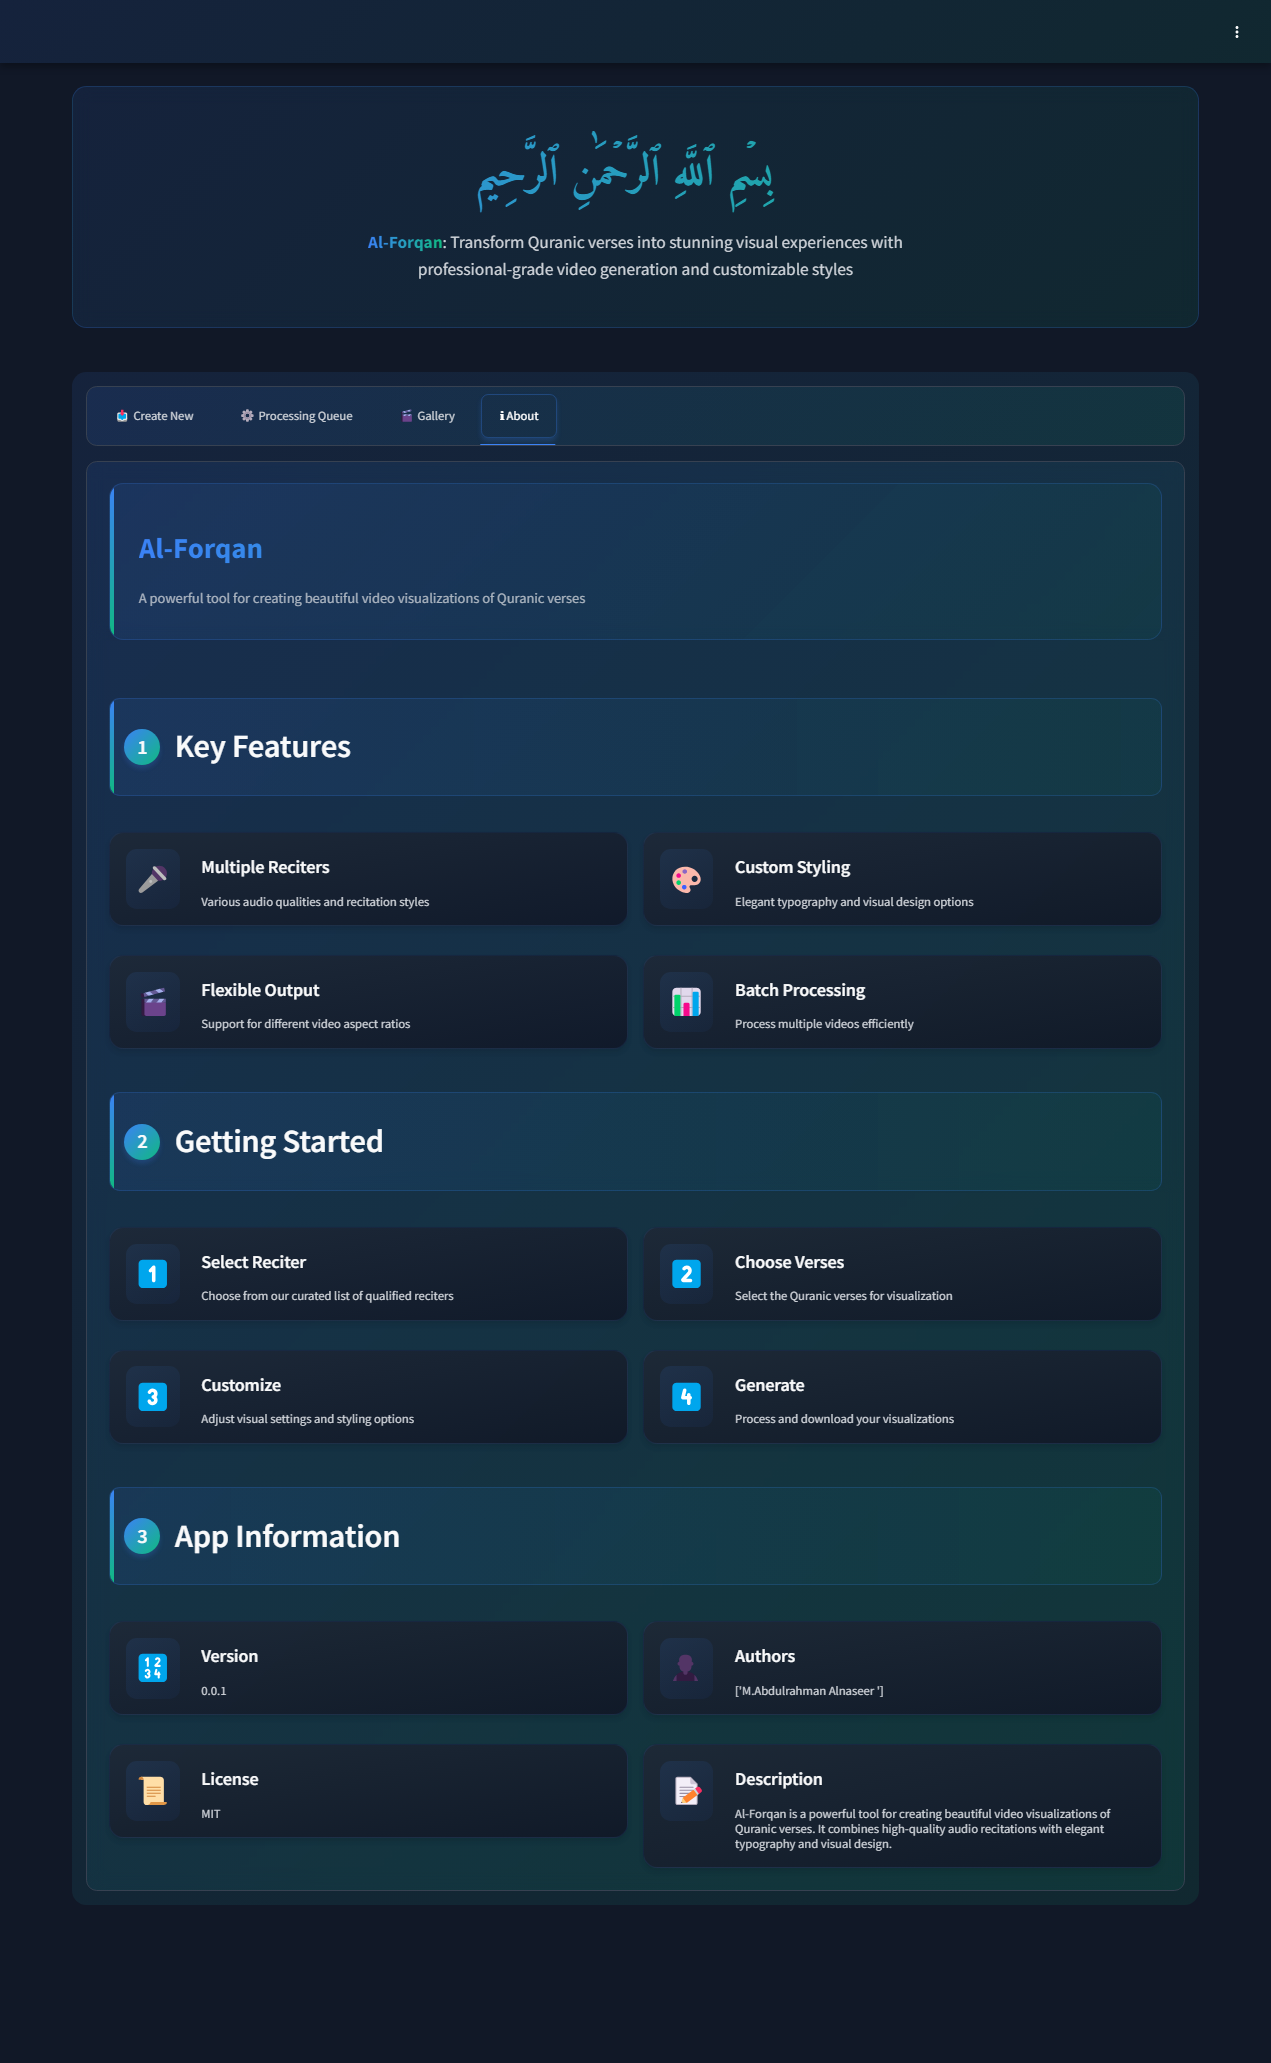 بِسْمِ ٱللَّهِ ٱلرَّحْمَٰنِ ٱلرَّحِيمِ
Al-Forqan: Transform Quranic verses into stunning visual experiences with
professional-grade video generation and customizable styles
Create New
Processing Queue
Gallery
ℹ About
Al-Forqan
A powerful tool for creating beautiful video visualizations of Quranic verses
1 Key Features
Multiple Reciters
Various audio qualities and recitation styles
Custom Styling
Elegant typography and visual design options
Flexible Output
Support for different video aspect ratios
Batch Processing
Process multiple videos efficiently
2 Getting Started
1
Select Reciter
Choose from our curated list of qualified reciters
2
Choose Verses
Select the Quranic verses for visualization
3
Customize
Adjust visual settings and styling options
4
Generate
Process and download your visualizations
3 App Information
1 2
3 4
Version
0.0.1
Authors
['M.Abdulrahman Alnaseer ']
License
MIT
Description
Al-Forqan is a powerful tool for creating beautiful video visualizations of
Quranic verses. It combines high-quality audio recitations with elegant
typography and visual design.